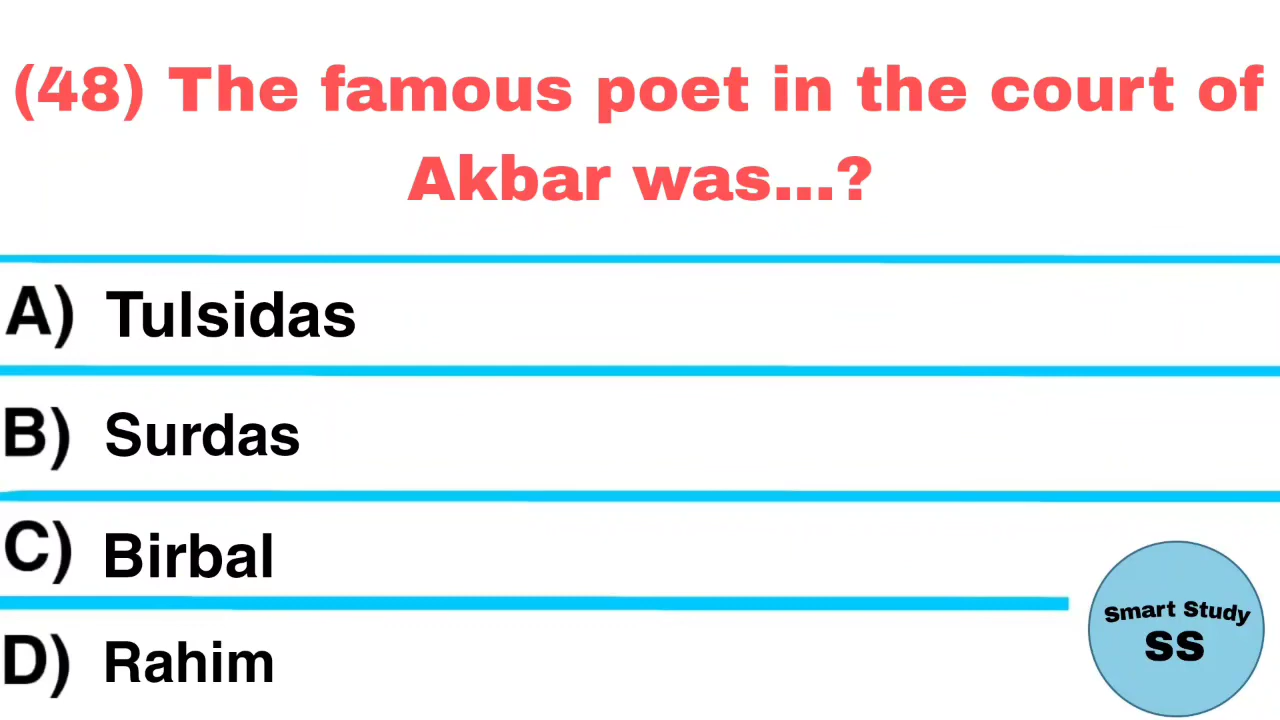 (48) The famous poet in the court of
Akbar was...?
A) Tulsidas
B) Surdas
C) Birbal
D) Rahim
Smart Study
SS